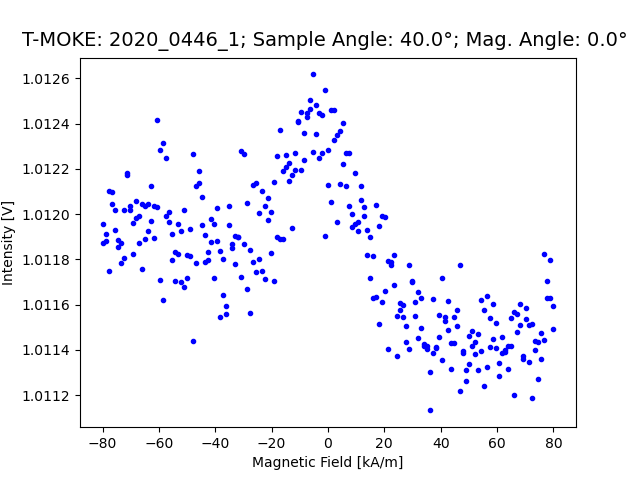 T-MOKE: 2020_0446_1; Sample Angle: 40.0°; Mag. Angle: 0.0°
1.0126
1.0124
1.0122
1.0120
1.0118
1.0116
1.0114
1.0112
Intensity [V]
−80 −60 −40 −20 0 20 40 60 80
Magnetic Field [kA/m]